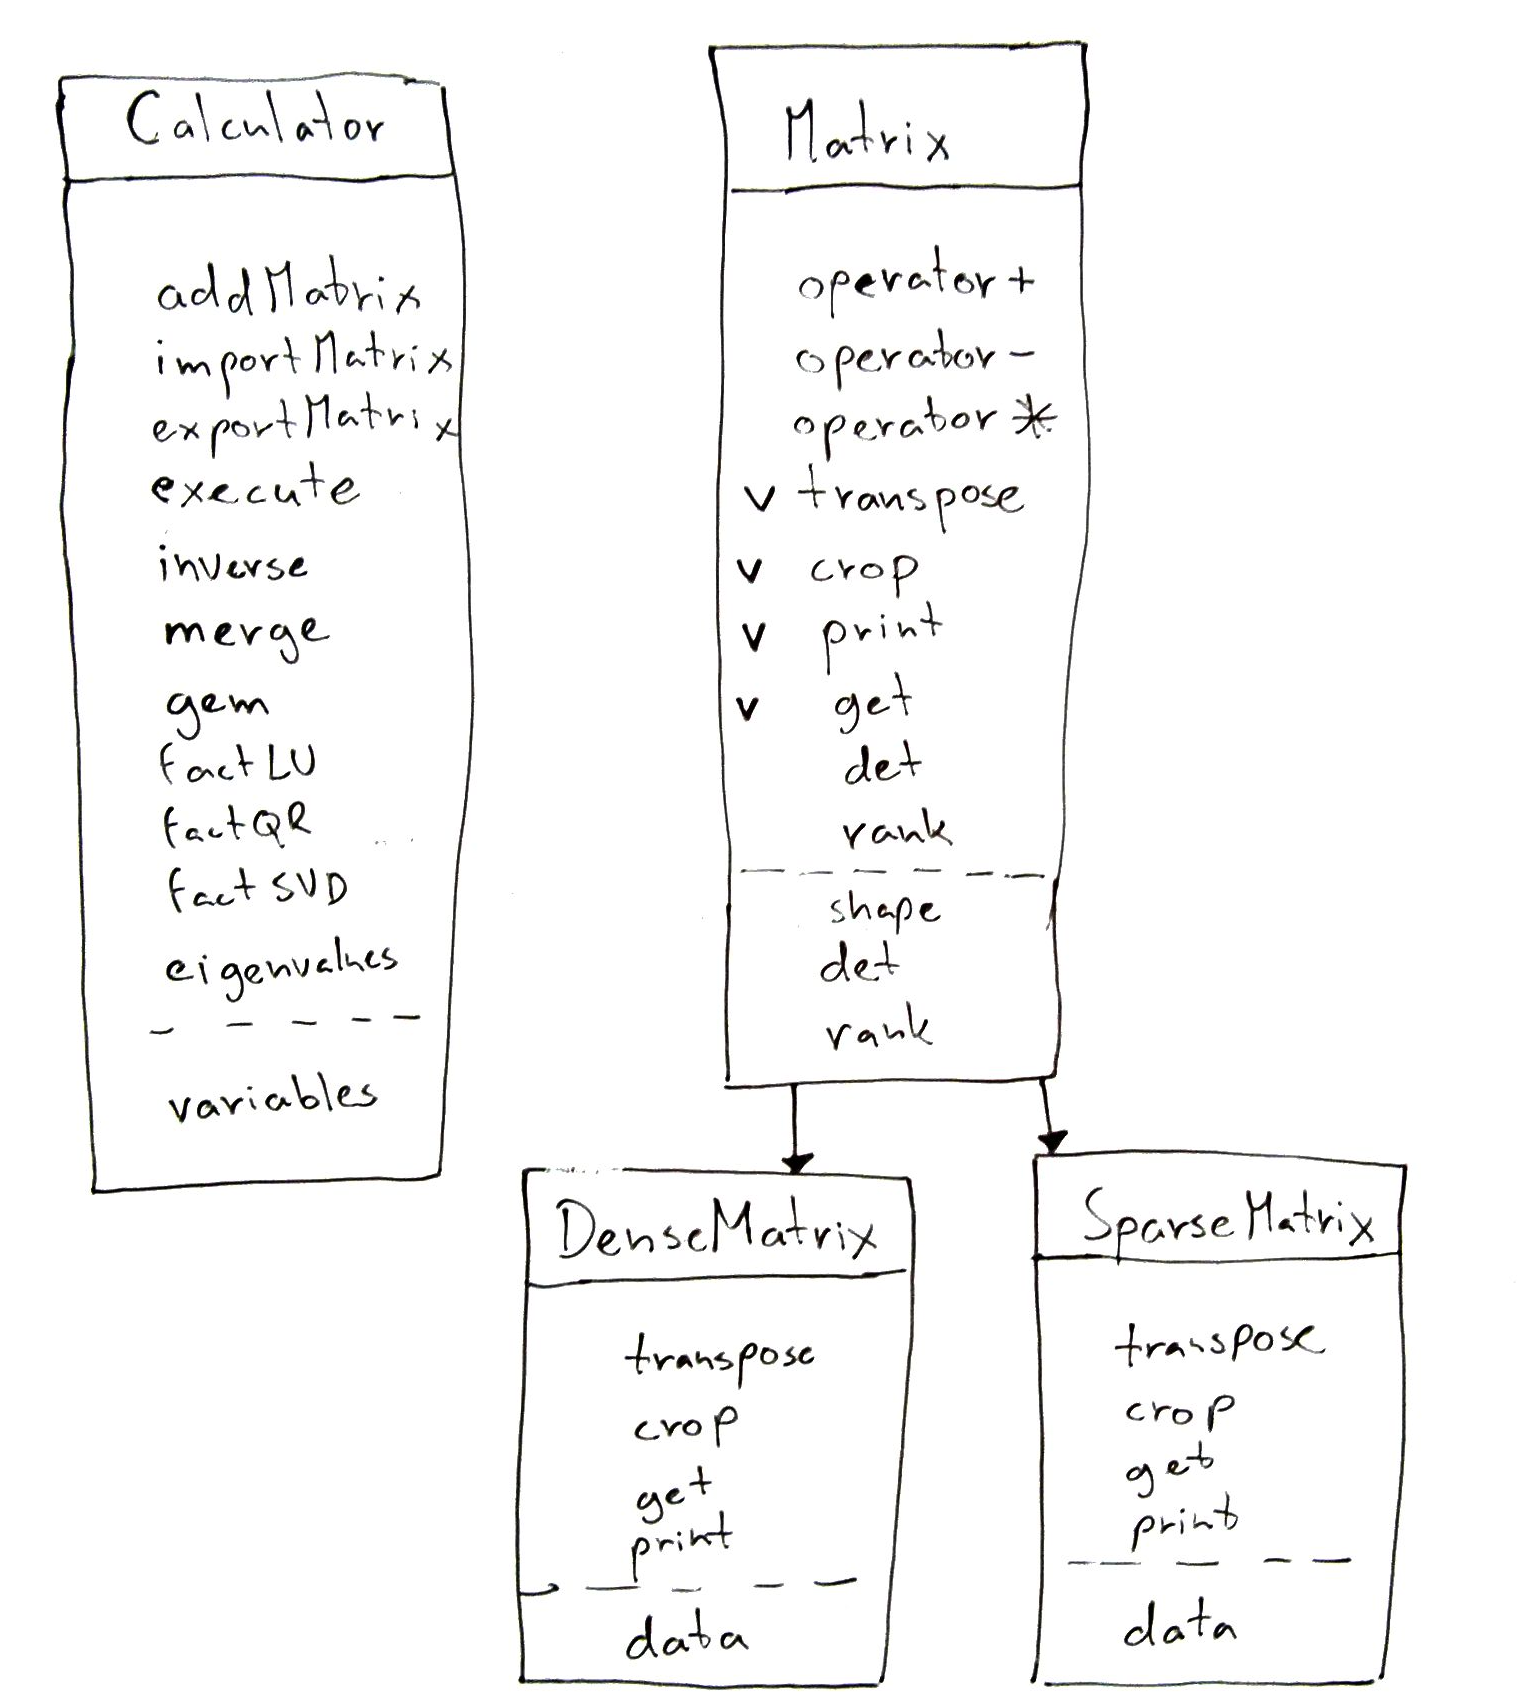 Calculator
addMatrix
importMatrix
exportMatrix
execute
inverse
merge
gem
factLU
factQR
factSVD
eigenvalues
variables
Matrix
operator+
operator-
operator*
v transpose
v crop
v print
v get
det
rank
shape
det
rank
DenseMatrix
transpose
crop
get
print
data
SparseMatrix
transpose
crop
get
print
data